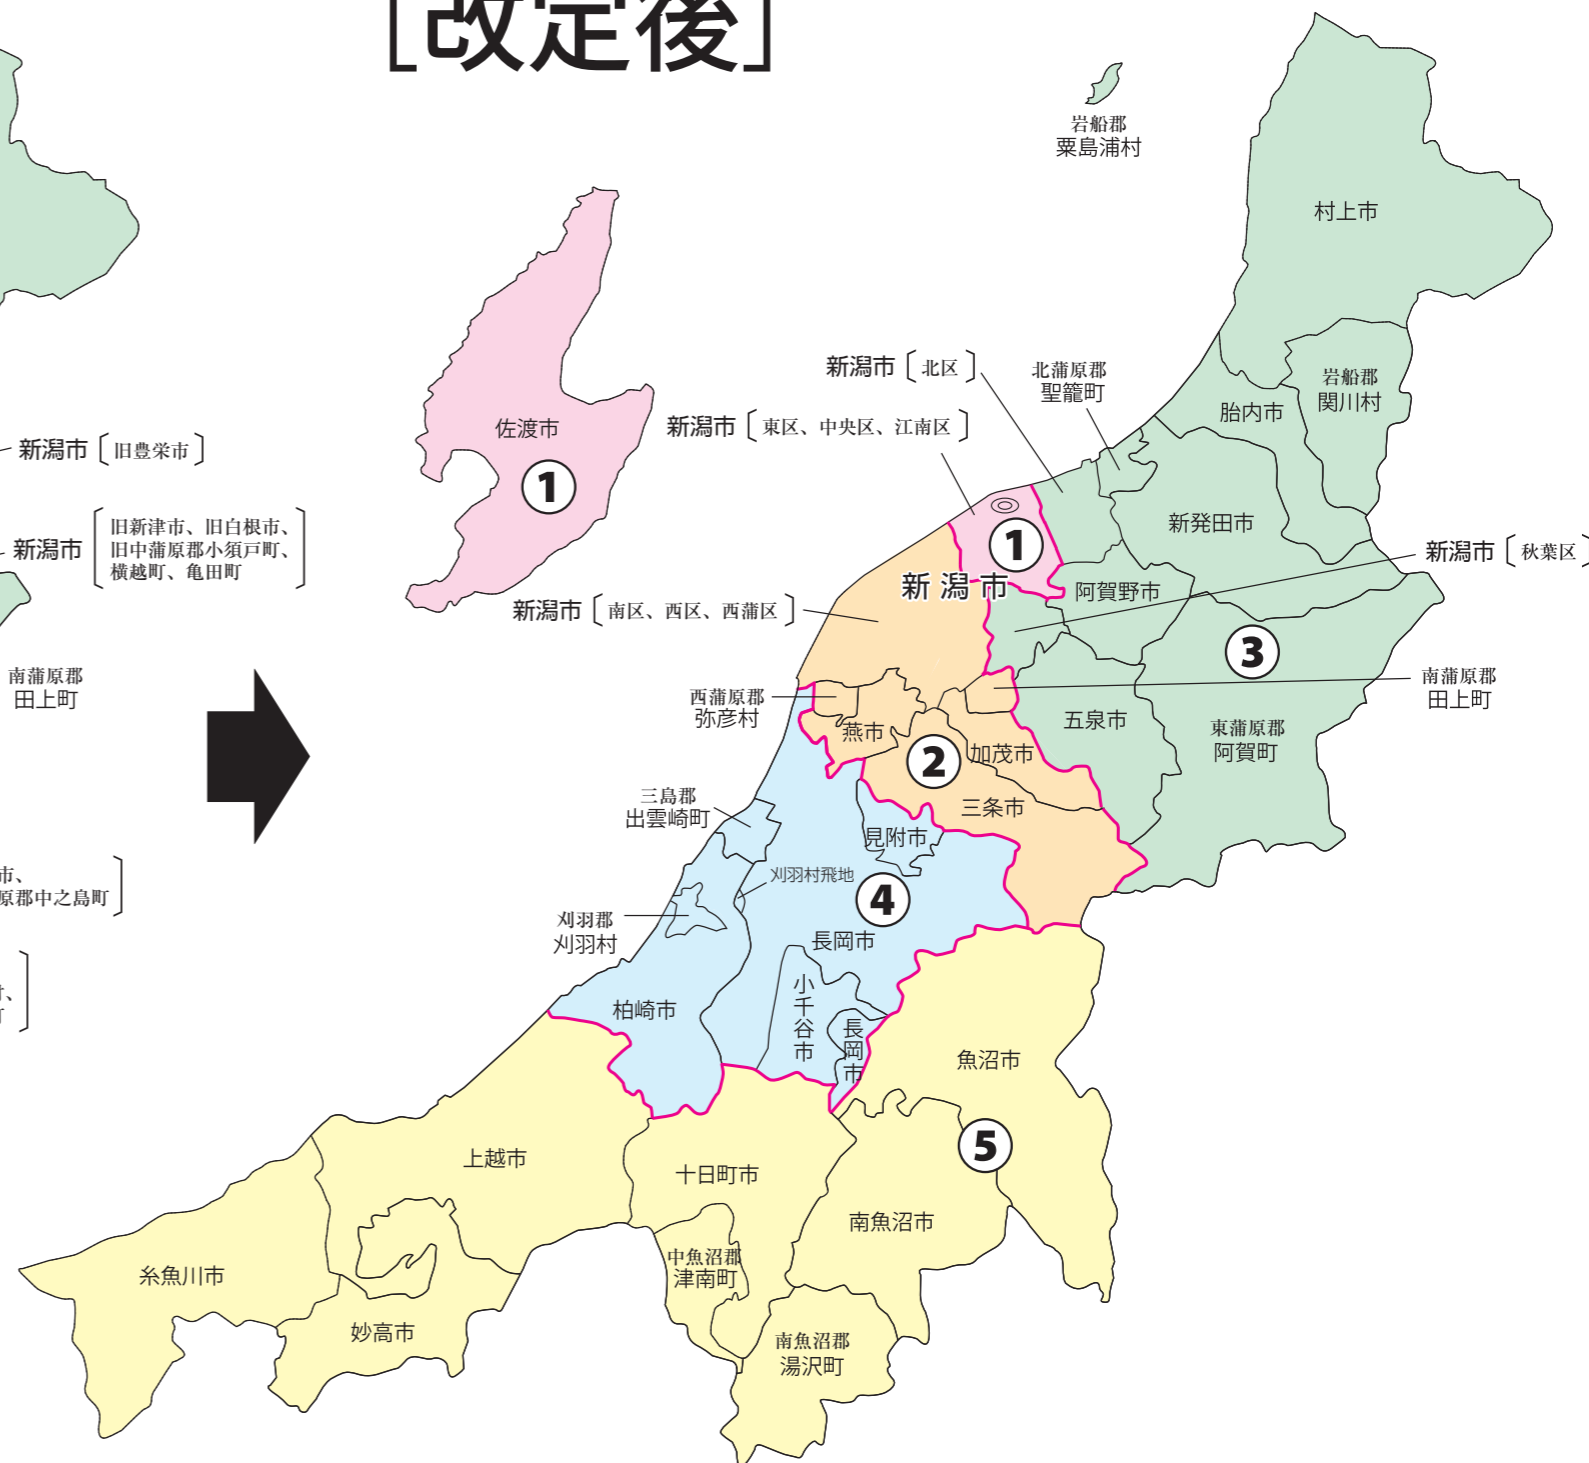 ［改定後］
岩船郡
粟島浦村
村上市
新潟市［北区］
北蒲原郡
聖籠町
岩船郡
関川村
胎内市
佐渡市
新潟市［東区、中央区、江南区］
新潟市［旧豊栄市］
①
新潟市［旧新津市、旧白根市、
旧中蒲原郡小須戸町、
横越町、亀田町］
新発田市
①
新潟市［秋葉区］
新潟市
阿賀野市
新潟市［南区、西区、西蒲区］
③
南蒲原郡
田上町
南蒲原郡
田上町
西蒲原郡
弥彦村
燕市
五泉市
東蒲原郡
阿賀町
②
加茂市
三島郡
出雲崎町
三条市
見附市
市、
原郡中之島町］
刈羽村飛地
④
刈羽郡
刈羽村
長岡市
小千谷市
柏崎市
長岡市
、
町］
魚沼市
⑤
上越市
十日町市
南魚沼市
中魚沼郡
津南町
糸魚川市
妙高市
南魚沼郡
湯沢町